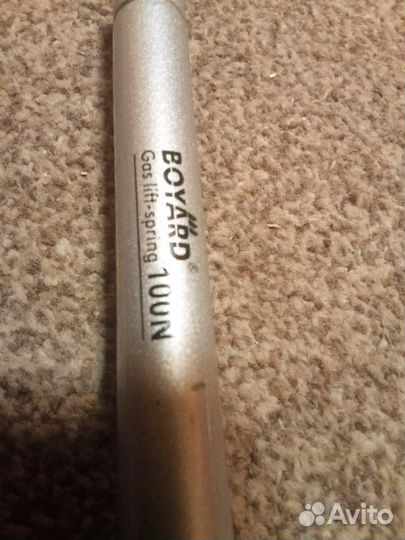 BOYARD®
Gas lift-spring 100N
Avito